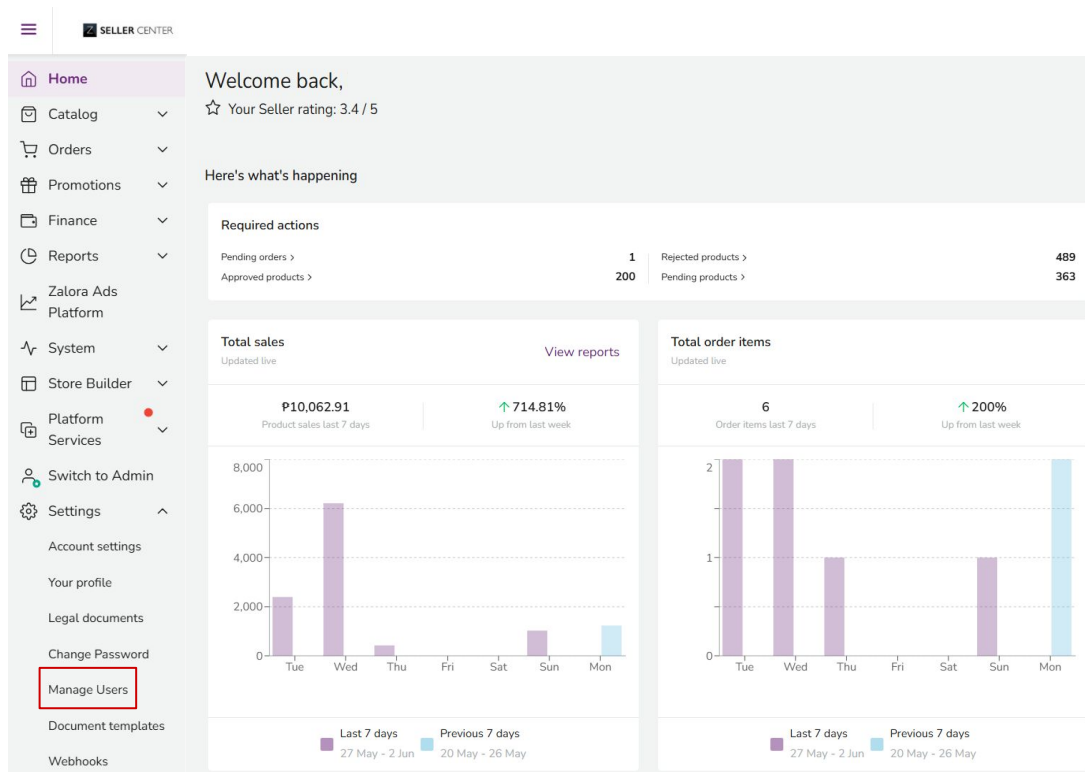 Z SELLER CENTER
Home
Catalog
Orders
Promotions
Finance
Reports
Zalora Ads
Platform
System
Store Builder
Platform
Services
Switch to Admin
Settings
Account settings
Your profile
Legal documents
Change Password
Manage Users
Document templates
Webhooks
Welcome back,
Your Seller rating: 3.4 / 5
Here's what's happening
Required actions
Pending orders > 1
Approved products > 200
Rejected products > 489
Pending products > 363
Total sales
Updated live
View reports
₱10,062.91
Product sales last 7 days
↑ 714.81%
Up from last week
8,000
6,000
4,000
2,000
0
Tue Wed Thu Fri Sat Sun Mon
Last 7 days
27 May - 2 Jun
Previous 7 days
20 May - 26 May
Total order items
Updated live
6
Order items last 7 days
↑ 200%
Up from last week
2
1
0
Tue Wed Thu Fri Sat Sun Mon
Last 7 days
27 May - 2 Jun
Previous 7 days
20 May - 26 May